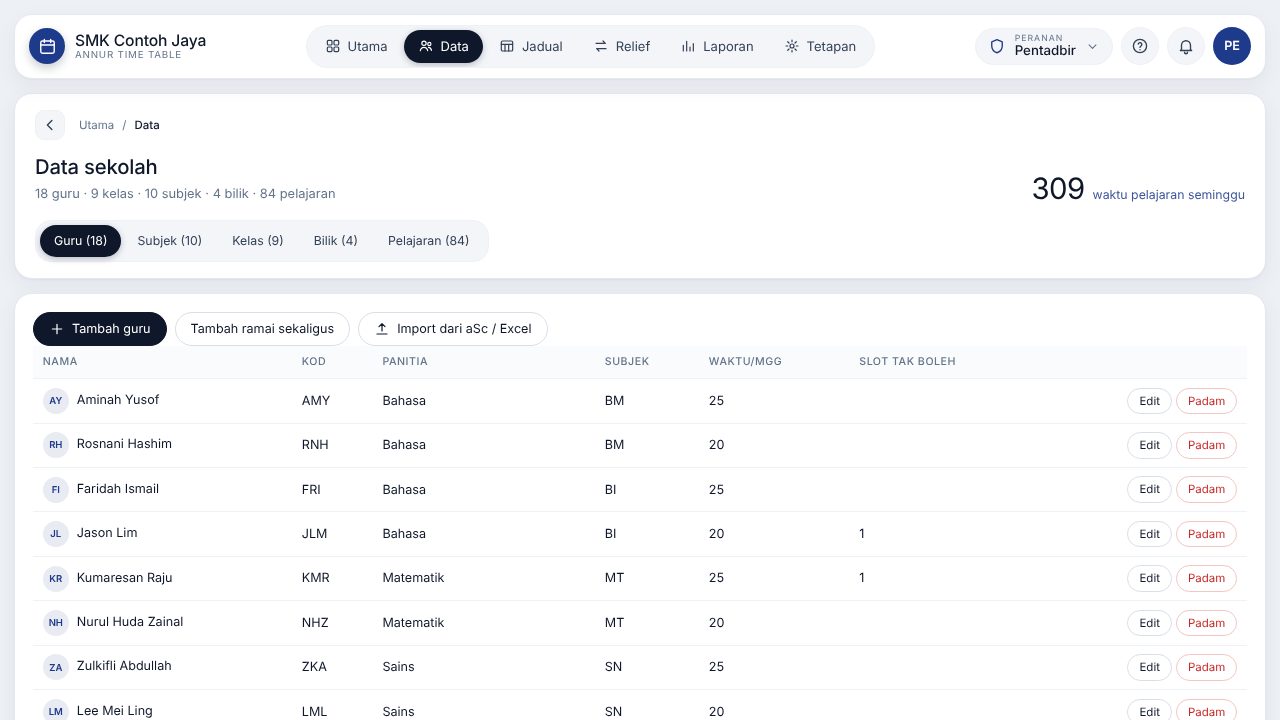 SMK Contoh Jaya
ANNUR TIME TABLE
Utama Data Jadual Relief Laporan Tetapan
PERANAN
Pentadbir
PE
Utama / Data
Data sekolah
18 guru · 9 kelas · 10 subjek · 4 bilik · 84 pelajaran
309 waktu pelajaran seminggu
Guru (18) Subjek (10) Kelas (9) Bilik (4) Pelajaran (84)
Tambah guru Tambah ramai sekaligus Import dari aSc / Excel
NAMA KOD PANITIA SUBJEK WAKTU/MGG SLOT TAK BOLEH
AY Aminah Yusof AMY Bahasa BM 25 Edit Padam
RH Rosnani Hashim RNH Bahasa BM 20 Edit Padam
FI Faridah Ismail FRI Bahasa BI 25 Edit Padam
JL Jason Lim JLM Bahasa BI 20 1 Edit Padam
KR Kumaresan Raju KMR Matematik MT 25 1 Edit Padam
NH Nurul Huda Zainal NHZ Matematik MT 20 Edit Padam
ZA Zulkifli Abdullah ZKA Sains SN 25 Edit Padam
LM Lee Mei Ling LML Sains SN 20 Edit Padam